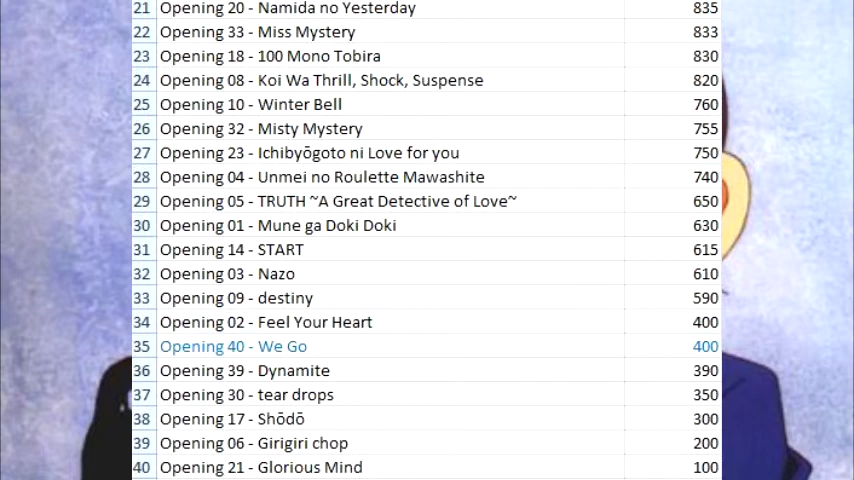 21 Opening 20 - Namida no Yesterday 835
22 Opening 33 - Miss Mystery 833
23 Opening 18 - 100 Mono Tobira 830
24 Opening 08 - Koi Wa Thrill, Shock, Suspense 820
25 Opening 10 - Winter Bell 760
26 Opening 32 - Misty Mystery 755
27 Opening 23 - Ichibyōgoto ni Love for you 750
28 Opening 04 - Unmei no Roulette Mawashite 740
29 Opening 05 - TRUTH ~A Great Detective of Love~ 650
30 Opening 01 - Mune ga Doki Doki 630
31 Opening 14 - START 615
32 Opening 03 - Nazo 610
33 Opening 09 - destiny 590
34 Opening 02 - Feel Your Heart 400
35 Opening 40 - We Go 400
36 Opening 39 - Dynamite 390
37 Opening 30 - tear drops 350
38 Opening 17 - Shōdō 300
39 Opening 06 - Girigiri chop 200
40 Opening 21 - Glorious Mind 100